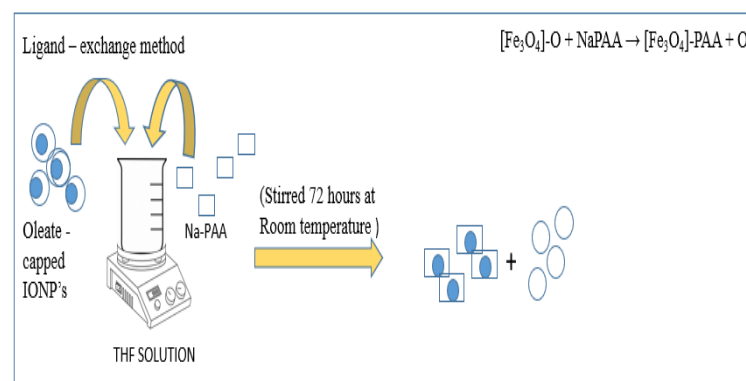 Ligand – exchange method
[Fe₃O₄]-O + NaPAA → [Fe₃O₄]-PAA + O
Oleate -
capped
IONP's
Na-PAA
THF SOLUTION
(Stirred 72 hours at
Room temperature )
+